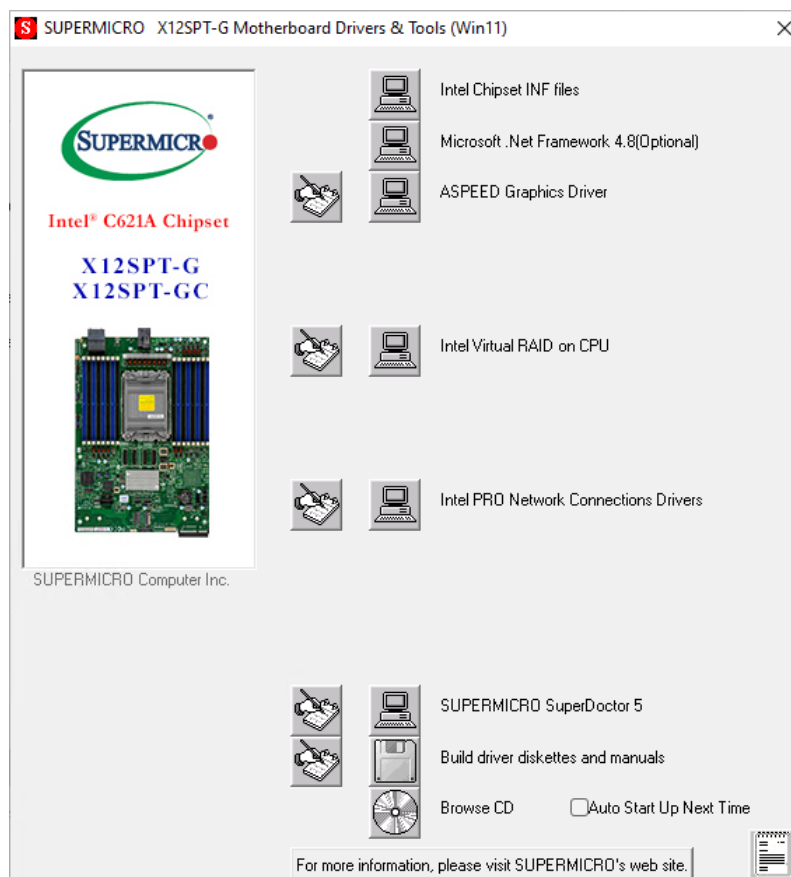 SUPERMICRO X12SPT-G Motherboard Drivers & Tools (Win11)
SUPERMICR
Intel® C621A Chipset
X12SPT-G
X12SPT-GC
SUPERMICRO Computer Inc.
Intel Chipset INF files
Microsoft .Net Framework 4.8(Optional)
ASPEED Graphics Driver
Intel Virtual RAID on CPU
Intel PRO Network Connections Drivers
SUPERMICRO SuperDoctor 5
Build driver diskettes and manuals
Browse CD
Auto Start Up Next Time
For more information, please visit SUPERMICRO's web site.